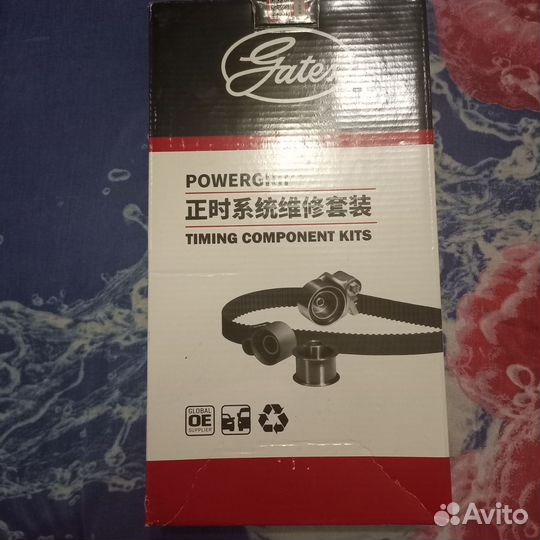 Gates
POWERGRIP
正时系统维修套装
TIMING COMPONENT KITS
GLOBAL
OE
SUPPLIER
Avito